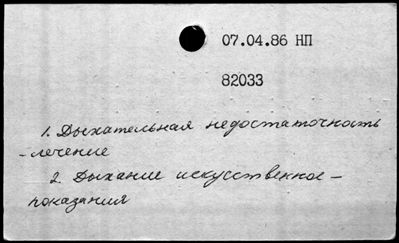 07.04.86 НП
82033
1. Дыхательная недостаточность
- лечение
2. Дыхание искусственное -
показания